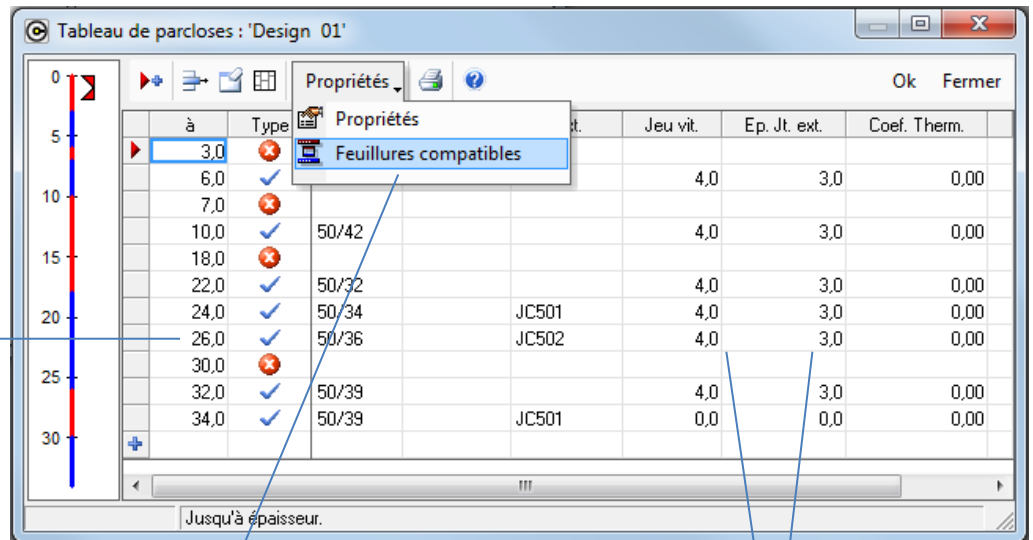 Tableau de parcloses : 'Design 01'
Propriétés
Ok Fermer
Propriétés
Feuillures compatibles
à Type t. Jeu vit. Ep. Jt. ext. Coef. Therm.
3,0
6,0 4,0 3,0 0,00
7,0
10,0 50/42 4,0 3,0 0,00
18,0
22,0 50/32 4,0 3,0 0,00
24,0 50/34 JC501 4,0 3,0 0,00
26,0 50/36 JC502 4,0 3,0 0,00
30,0
32,0 50/39 4,0 3,0 0,00
34,0 50/39 JC501 0,0 0,0 0,00
0
5
10
15
20
25
30
Jusqu'à épaisseur.